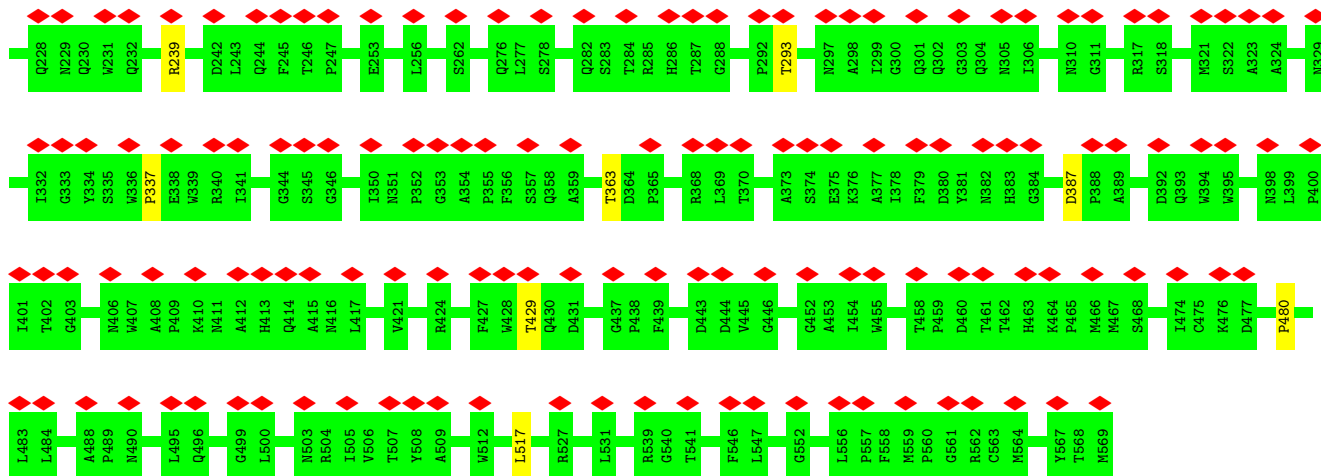 Q228 N229 Q230 W231 Q232 R239 D242 L243 Q244 F245 T246 P247 E253 L256 S262 Q276 L277 S278 Q282 S283 T284 R285 H286 T287 G288 P292 T293 N297 A298 I299 G300 Q301 Q302 G303 Q304 N305 I306 N310 G311 R317 S318 M321 S322 A323 A324 N329
I332 G333 Y334 S335 W336 P337 E338 W339 R340 I341 G344 S345 G346 I350 N351 P352 G353 A354 P355 F356 S357 Q358 A359 T363 D364 P365 R368 L369 T370 A373 S374 E375 K376 A377 I378 F379 D380 Y381 N382 H383 G384 D387 P388 A389 D392 Q393 W394 W395 N398 L399 P400
I401 T402 G403 N406 W407 A408 P409 K410 N411 A412 H413 Q414 A415 N416 L417 V421 R424 F427 W428 T429 Q430 D431 G437 P438 F439 D443 D444 V445 G446 G452 A453 I454 W455 T458 P459 D460 T461 T462 H463 K464 P465 M466 M467 S468 I474 C475 K476 D477 P480
L483 L484 A488 P489 N490 L495 Q496 G499 L500 N503 R504 I505 V506 T507 Y508 A509 W512 L517 R527 L531 R539 G540 T541 F546 L547 G552 L556 P557 F558 M559 P560 G561 R562 C563 M564 Y567 T568 M569